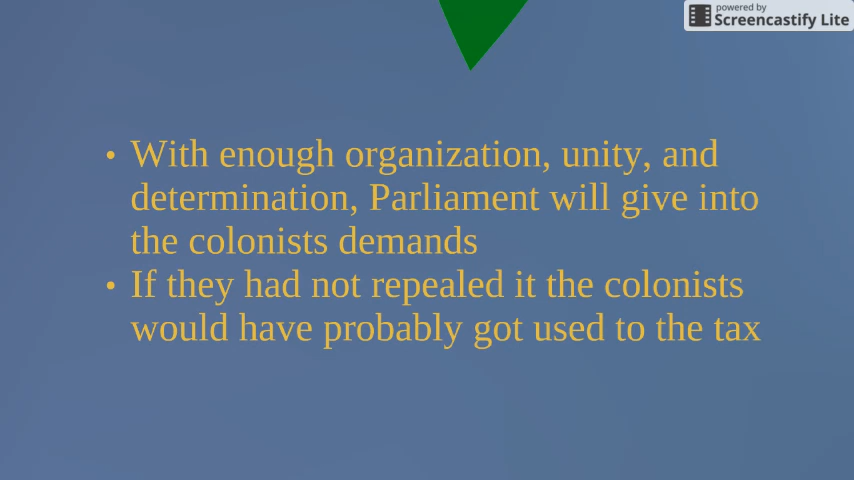 powered by
Screencastify Lite
• With enough organization, unity, and
determination, Parliament will give into
the colonists demands
• If they had not repealed it the colonists
would have probably got used to the tax